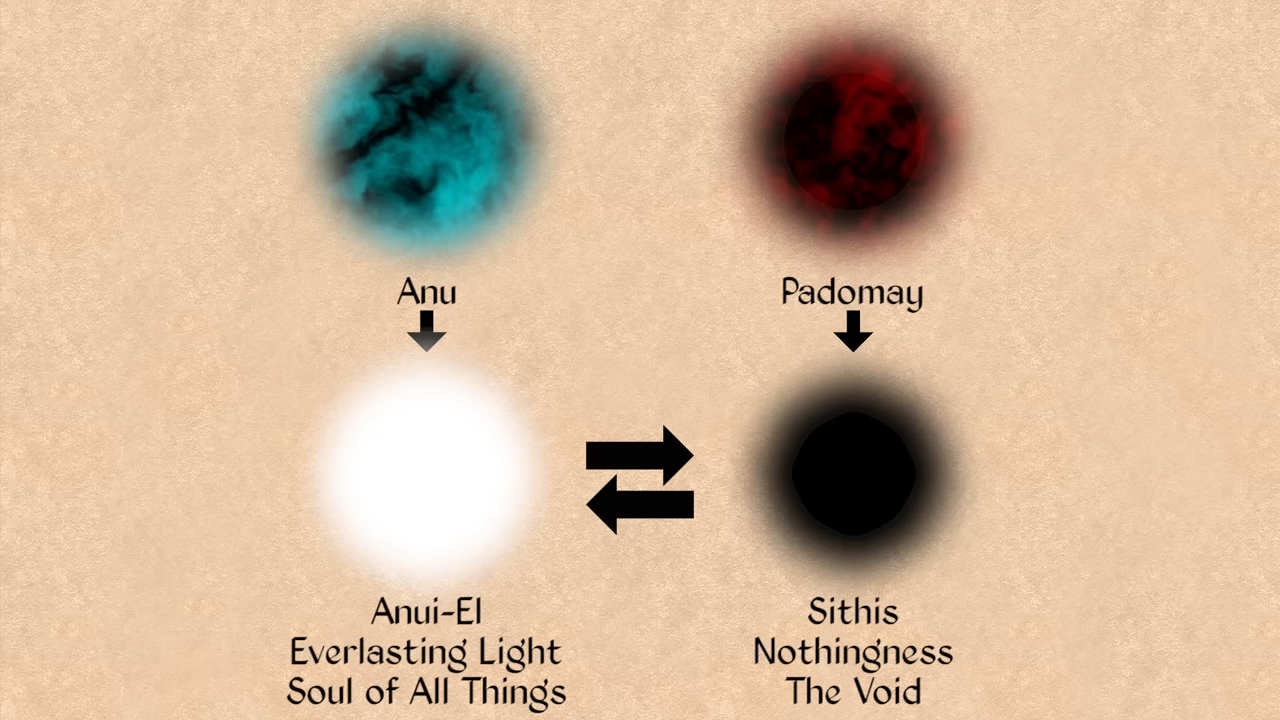 Anu
Padomay
Anui-El
Everlasting Light
Soul of All Things
Sithis
Nothingness
The Void